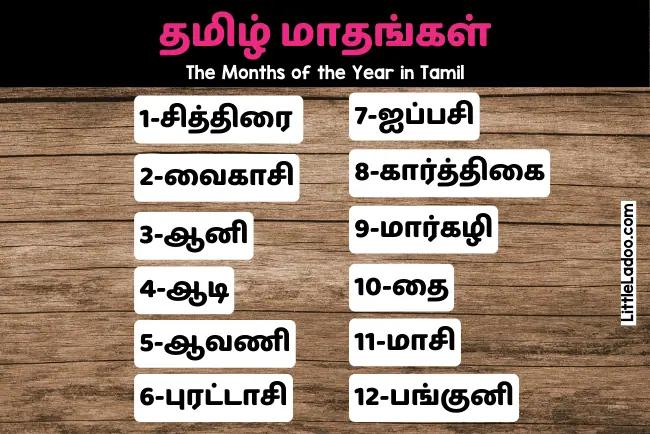 தமிழ் மாதங்கள்
The Months of the Year in Tamil
1-சித்திரை
2-வைகாசி
3-ஆனி
4-ஆடி
5-ஆவணி
6-புரட்டாசி
7-ஐப்பசி
8-கார்த்திகை
9-மார்கழி
10-தை
11-மாசி
12-பங்குனி
LittleLadoo.com